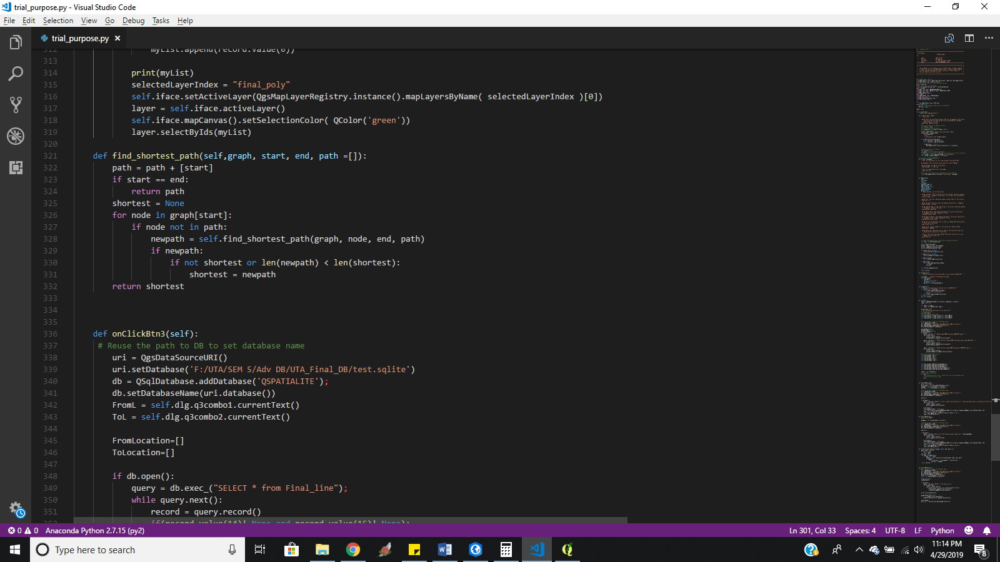 trial_purpose.py - Visual Studio Code
File Edit Selection View Go Debug Tasks Help
trial_purpose.py
312 myList.append(record.value(0))
313
314 print(myList)
315 selectedLayerIndex = "final_poly"
316 self.iface.setActiveLayer(QgsMapLayerRegistry.instance().mapLayersByName( selectedLayerIndex )[0])
317 layer = self.iface.activeLayer()
318 self.iface.mapCanvas().setSelectionColor( QColor('green'))
319 layer.selectByIds(myList)
320
321 def find_shortest_path(self,graph, start, end, path =[]):
322 path = path + [start]
323 if start == end:
324 return path
325 shortest = None
326 for node in graph[start]:
327 if node not in path:
328 newpath = self.find_shortest_path(graph, node, end, path)
329 if newpath:
330 if not shortest or len(newpath) < len(shortest):
331 shortest = newpath
332 return shortest
333
334
335
336 def onClickBtn3(self):
337 # Reuse the path to DB to set database name
338 uri = QgsDataSourceURI()
339 uri.setDatabase('F:/UTA/SEM 5/Adv DB/UTA_Final_DB/test.sqlite')
340 db = QSqlDatabase.addDatabase('QSPATIALITE');
341 db.setDatabaseName(uri.database())
342 FromL = self.dlg.q3combo1.currentText()
343 ToL = self.dlg.q3combo2.currentText()
344
345 FromLocation=[]
346 ToLocation=[]
347
348 if db.open():
349 query = db.exec_("SELECT * from Final_line");
350 while query.next():
351 record = query.record()
0 0 Anaconda Python 2.7.15 (py2) Ln 301, Col 33 Spaces: 4 UTF-8 LF Python
Type here to search
11:14 PM
4/29/2019
8